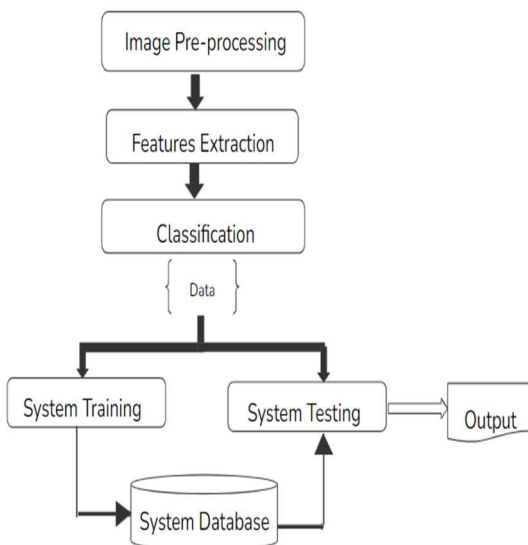 Image Pre-processing
Features Extraction
Classification
Data
System Training
System Testing
Output
System Database